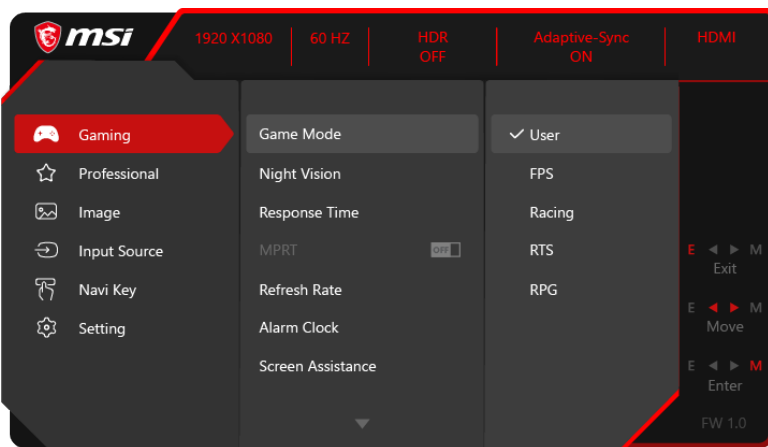 msi
1920 X1080
60 HZ
HDR
OFF
Adaptive-Sync
ON
HDMI
Gaming
Professional
Image
Input Source
Navi Key
Setting
Game Mode
Night Vision
Response Time
MPRT OFF
Refresh Rate
Alarm Clock
Screen Assistance
User
FPS
Racing
RTS
RPG
E M
Exit
E M
Move
E M
Enter
FW 1.0